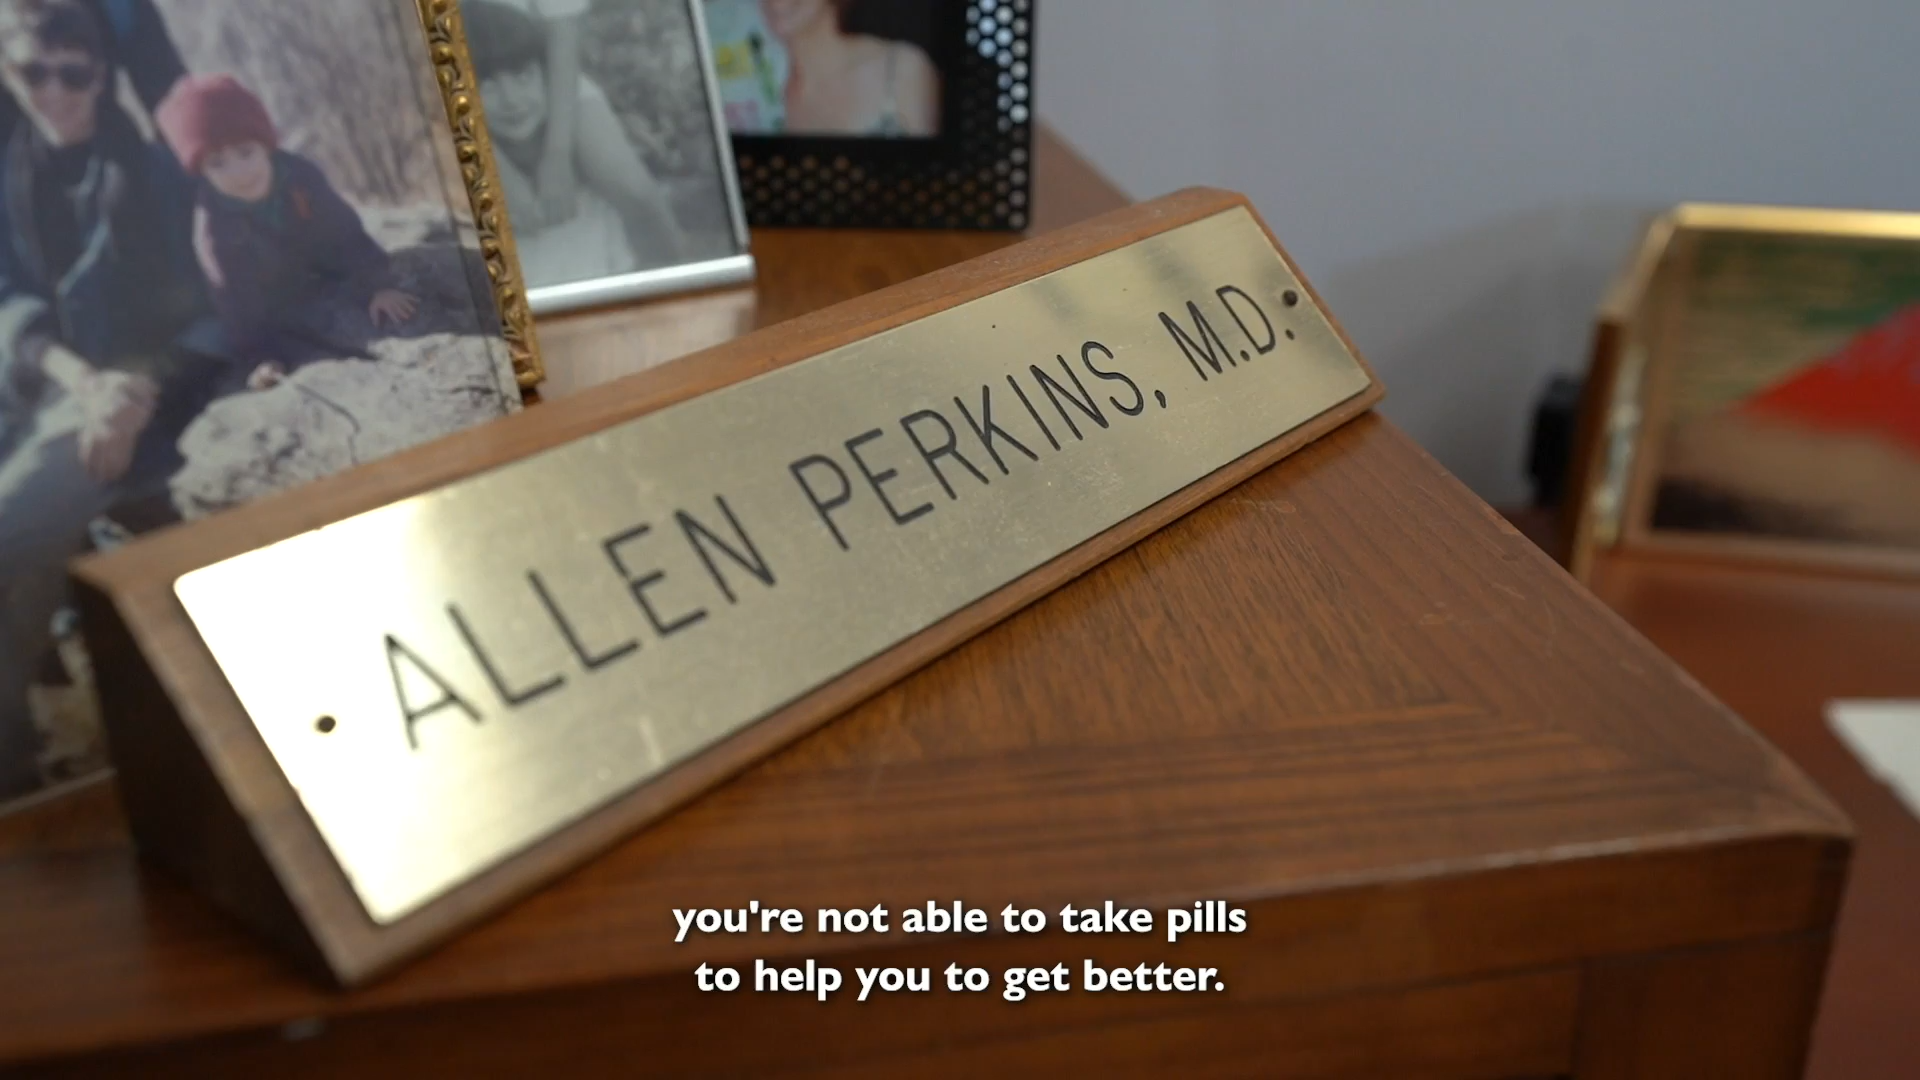 ALLEN PERKINS, M.D.
you're not able to take pills
to help you to get better.